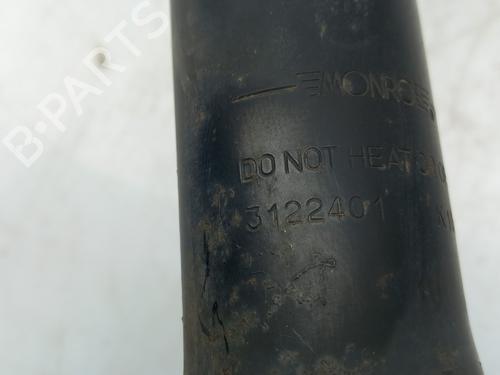 B-PARTS
MONROE
DO NOT HEAT
3122401